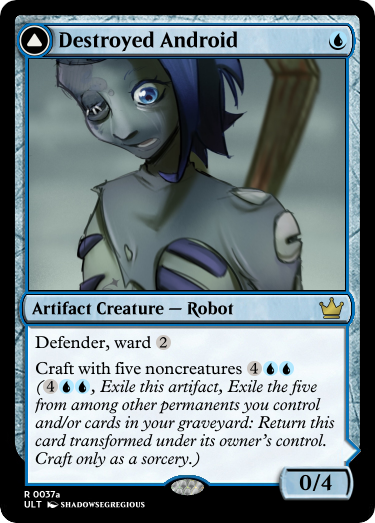 Destroyed Android
Artifact Creature — Robot
Defender, ward 2
Craft with five noncreatures 4
(4, Exile this artifact, Exile the five
from among other permanents you control
and/or cards in your graveyard: Return this
card transformed under its owner's control.
Craft only as a sorcery.)
0/4
R 0037a
ULT SHADOWSEGREGIOUS